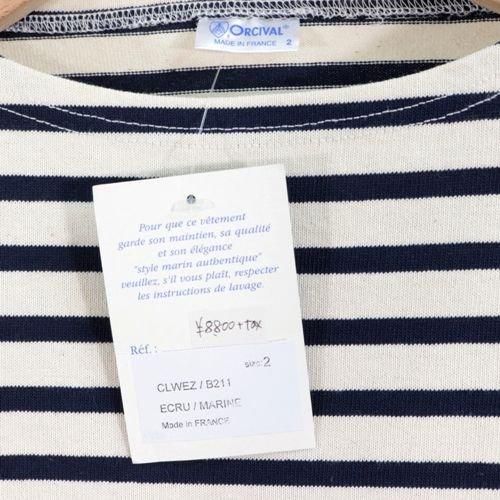 ORCIVAL®
MADE IN FRANCE 2
Pour que ce vêtement
garde son maintien, sa qualité
et son élégance
"style marin authentique"
veuillez, s'il vous plaît, respecter
les instructions de lavage.
¥8800+tax
Réf. :
size: 2
CLWEZ / B211
ECRU / MARINE
Made in FRANCE